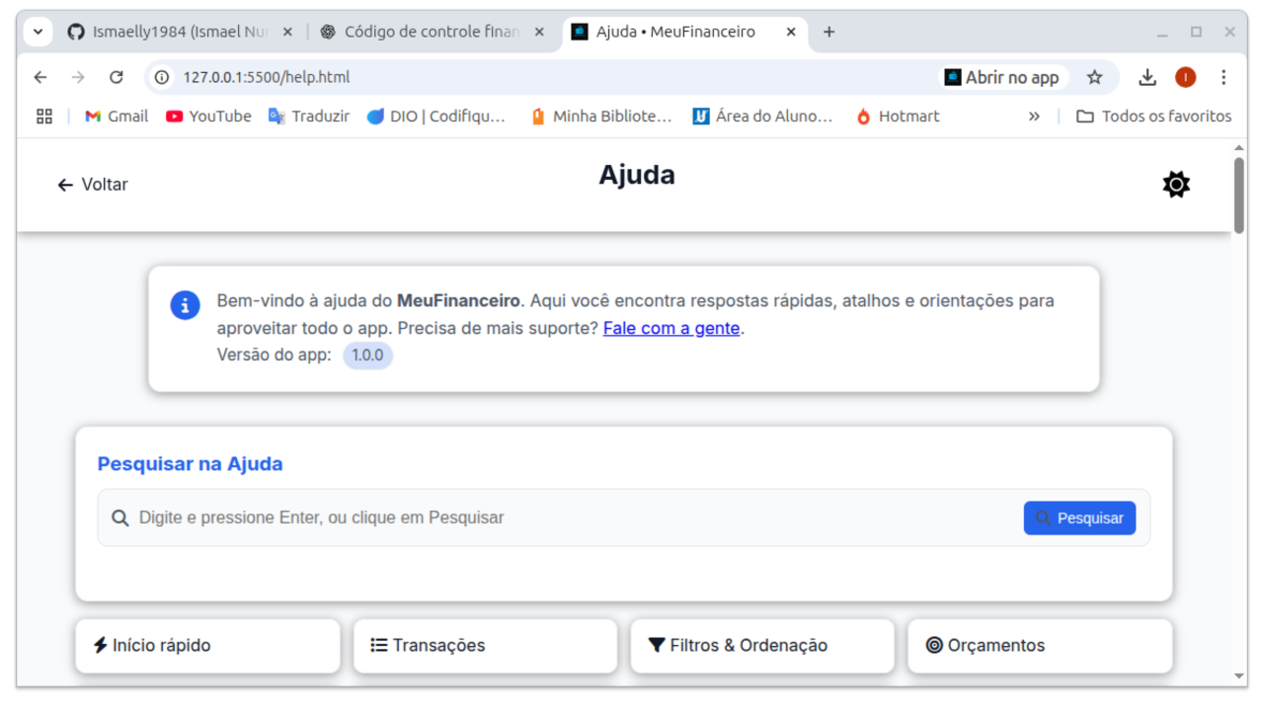 Ismaelly1984 (Ismael Nu
Código de controle finan
Ajuda • MeuFinanceiro
127.0.0.1:5500/help.html
Abrir no app
Gmail
YouTube
Traduzir
DIO | Codifiqu...
Minha Bibliote...
Área do Aluno...
Hotmart
Todos os favoritos
Voltar
Ajuda
Bem-vindo à ajuda do MeuFinanceiro. Aqui você encontra respostas rápidas, atalhos e orientações para
aproveitar todo o app. Precisa de mais suporte? Fale com a gente.
Versão do app: 1.0.0
Pesquisar na Ajuda
Digite e pressione Enter, ou clique em Pesquisar
Pesquisar
Início rápido
Transações
Filtros & Ordenação
Orçamentos